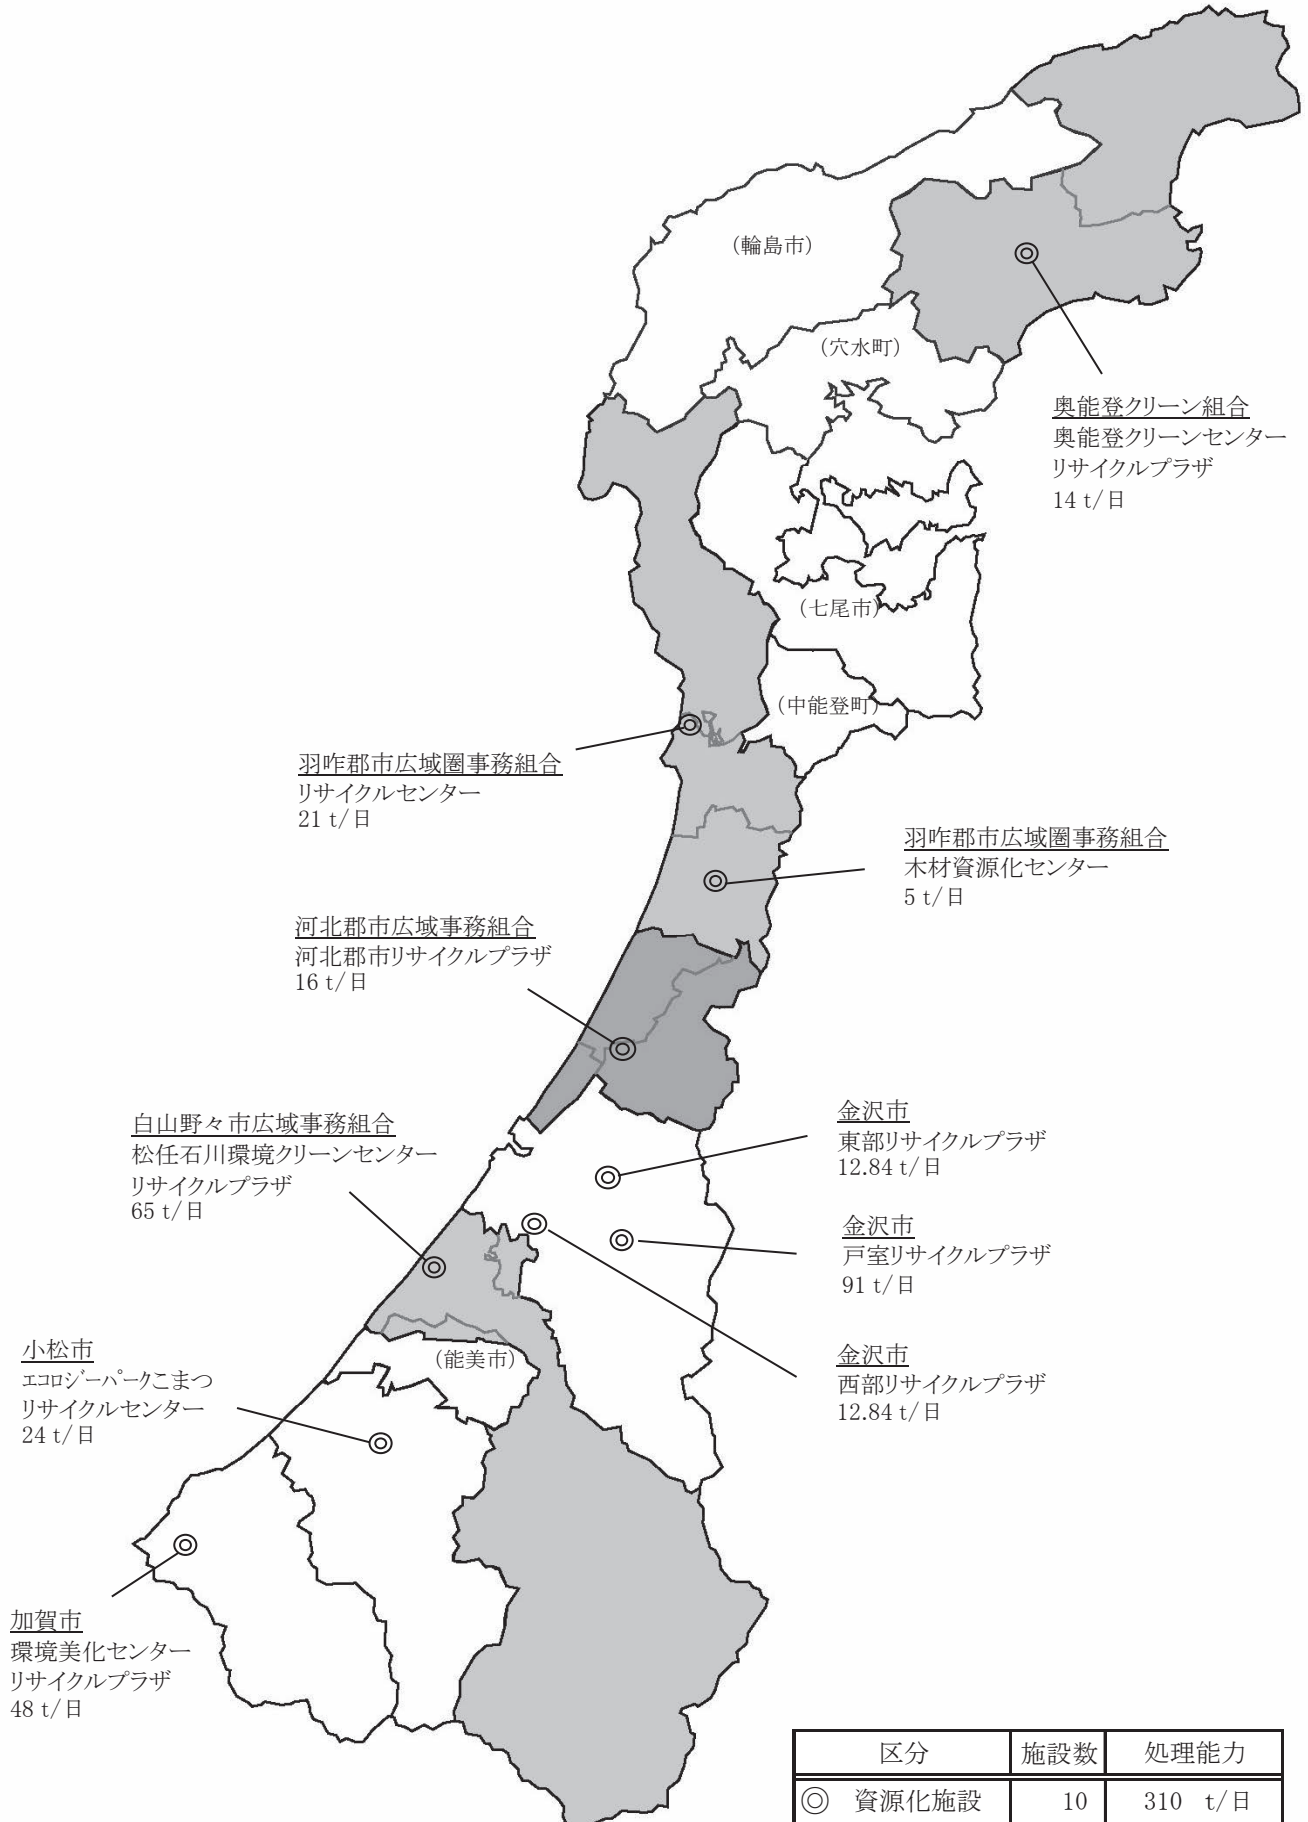 (輪島市)
(穴水町)
奥能登クリーン組合
奥能登クリーンセンター
リサイクルプラザ
14 t/日
(七尾市)
(中能登町)
羽咋郡市広域圏事務組合
リサイクルセンター
21 t/日
羽咋郡市広域圏事務組合
木材資源化センター
5 t/日
河北郡市広域事務組合
河北郡市リサイクルプラザ
16 t/日
白山野々市広域事務組合
松任石川環境クリーンセンター
リサイクルプラザ
65 t/日
金沢市
東部リサイクルプラザ
12.84 t/日
金沢市
戸室リサイクルプラザ
91 t/日
金沢市
西部リサイクルプラザ
12.84 t/日
(能美市)
小松市
エコロジーパークこまつ
リサイクルセンター
24 t/日
加賀市
環境美化センター
リサイクルプラザ
48 t/日
区分 施設数 処理能力
◎ 資源化施設 10 310 t/日